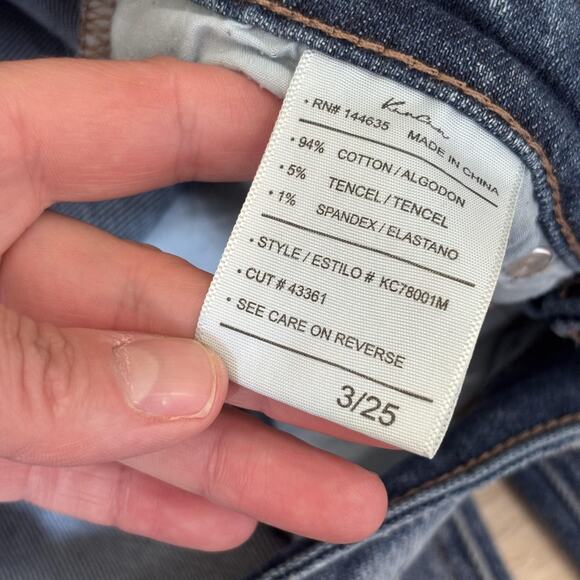 KanCan
• RN# 144635 MADE IN CHINA
• 94% COTTON / ALGODON
• 5% TENCEL / TENCEL
• 1% SPANDEX / ELASTANO
• STYLE / ESTILO # KC78001M
• CUT # 43361
• SEE CARE ON REVERSE
3/25